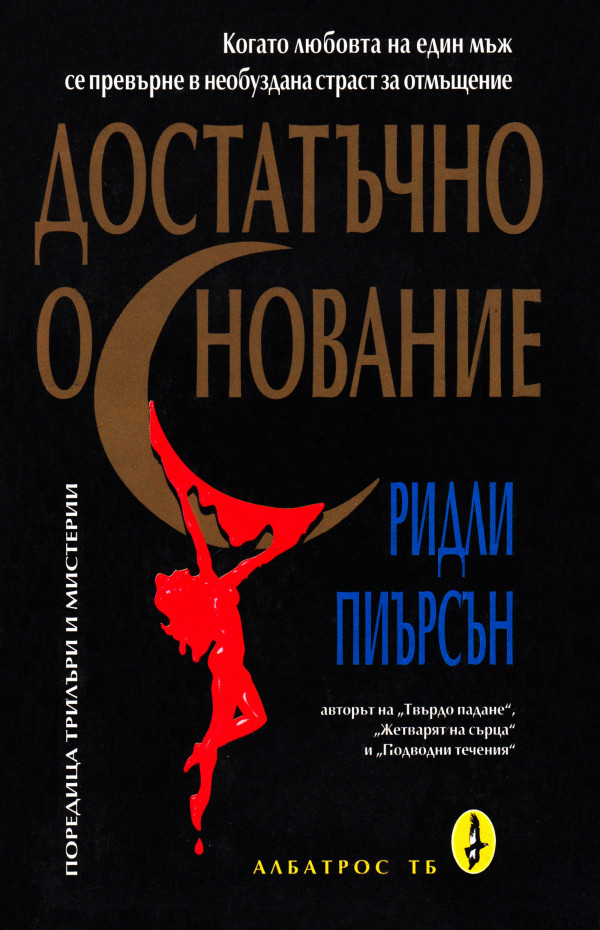 Когато любовта на един мъж
се превърне в необуздана страст за отмъщение
ДОСТАТЪЧНО
ОСНОВАНИЕ
РИДЛИ
ПИЪРСЪН
авторът на „Твърдо падане“,
„Жетварят на сърца“
и „Подводни течения“
ПОРЕДИЦА ТРИЛЪРИ И МИСТЕРИИ
АЛБАТРОС ТБ